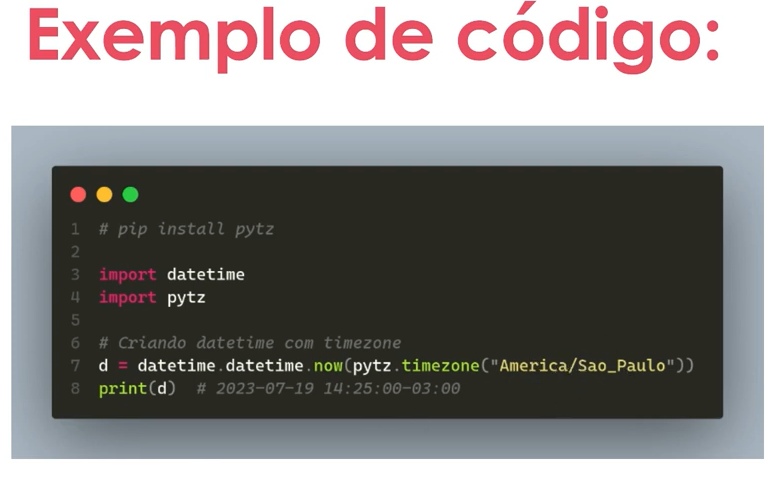 Exemplo de código:
1 # pip install pytz
2
3 import datetime
4 import pytz
5
6 # Criando datetime com timezone
7 d = datetime.datetime.now(pytz.timezone("America/Sao_Paulo"))
8 print(d)  # 2023-07-19 14:25:00-03:00